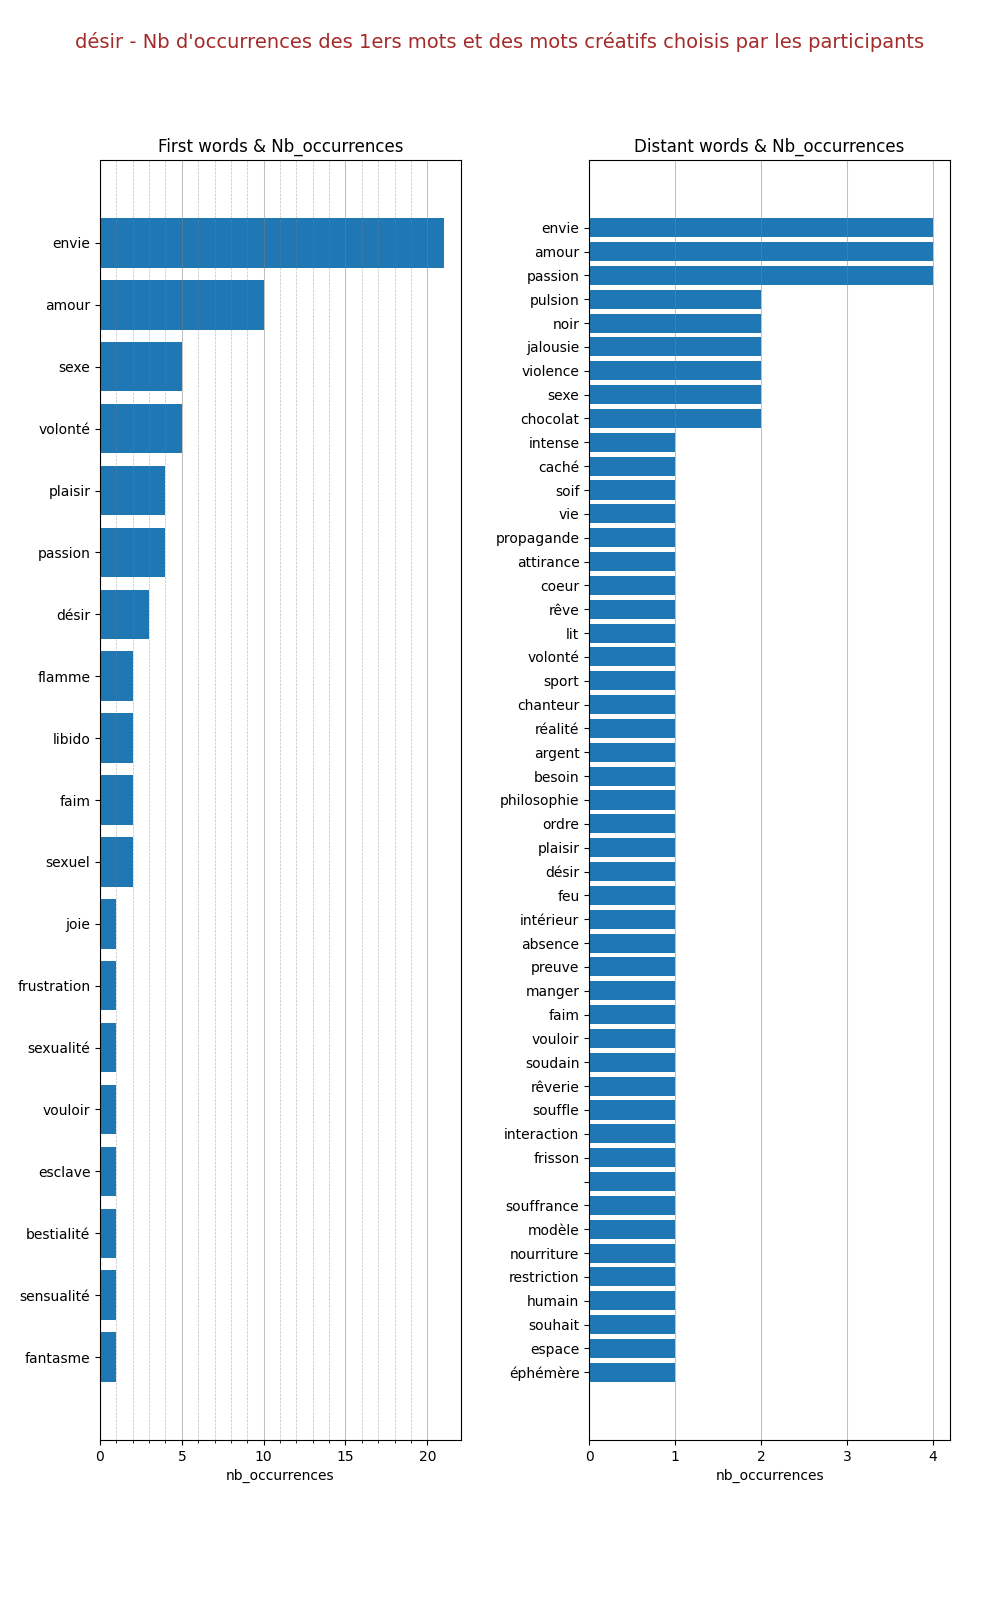 désir - Nb d'occurrences des 1ers mots et des mots créatifs choisis par les participants
First words & Nb_occurrences
envie
amour
sexe
volonté
plaisir
passion
désir
flamme
libido
faim
sexuel
joie
frustration
sexualité
vouloir
esclave
bestialité
sensualité
fantasme
0 5 10 15 20
nb_occurrences
Distant words & Nb_occurrences
envie
amour
passion
pulsion
noir
jalousie
violence
sexe
chocolat
intense
caché
soif
vie
propagande
attirance
coeur
rêve
lit
volonté
sport
chanteur
réalité
argent
besoin
philosophie
ordre
plaisir
désir
feu
intérieur
absence
preuve
manger
faim
vouloir
soudain
rêverie
souffle
interaction
frisson
souffrance
modèle
nourriture
restriction
humain
souhait
espace
éphémère
0 1 2 3 4
nb_occurrences